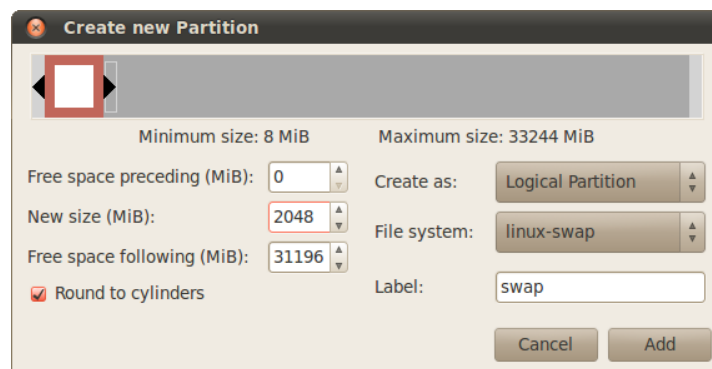 Create new Partition
Minimum size: 8 MiB Maximum size: 33244 MiB
Free space preceding (MiB): 0 Create as: Logical Partition
New size (MiB): 2048 File system: linux-swap
Free space following (MiB): 31196
Round to cylinders Label: swap
Cancel Add